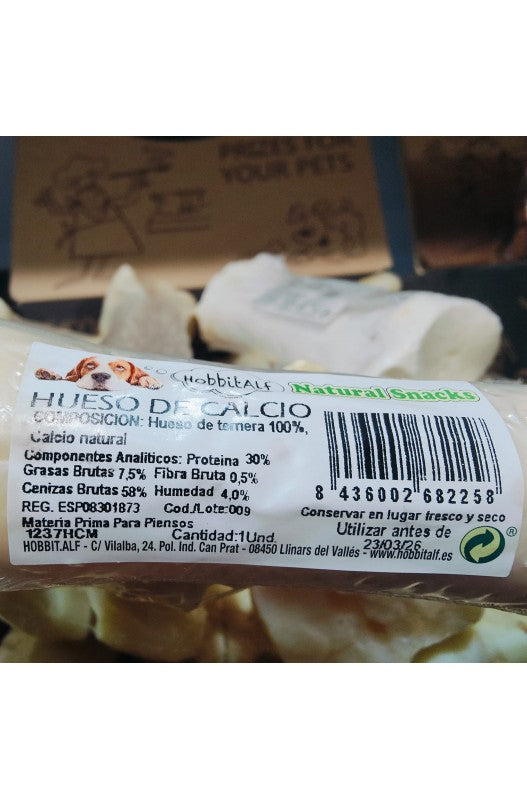 PRIZES FOR
YOUR PETS
HobbitALF Natural Snacks
HUESO DE CALCIO
COMPOSICION: Hueso de ternera 100%,
Calcio natural
Componentes Analiticos: Proteina 30%
Grasas Brutas 7,5% Fibra Bruta 0,5%
Cenizas Brutas 58% Humedad 4,0%
REG. ESP08301873 Cod./Lote:009
Materia Prima Para Piensos
1237HCM Cantidad:1Und.
HOBBIT.ALF - C/ Vilalba, 24. Pol. Ind. Can Prat - 08450 Llinars del Vallés - www.hobbitalf.es
8 436002 682258
Conservar en lugar fresco y seco
Utilizar antes de
23/03/26
®